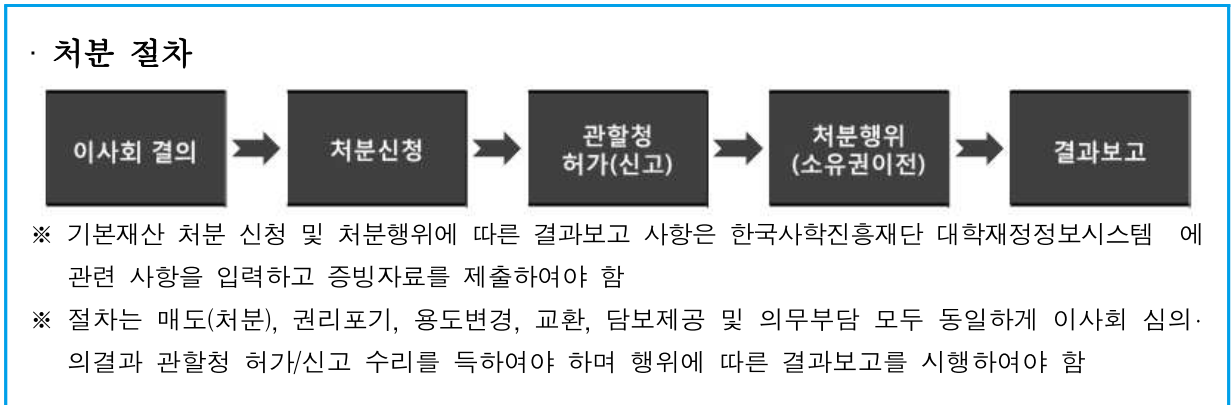 · 처분 절차
이사회 결의
처분신청
관할청
허가(신고)
처분행위
(소유권이전)
결과보고
※ 기본재산 처분 신청 및 처분행위에 따른 결과보고 사항은 한국사학진흥재단 대학재정정보시스템 에
관련 사항을 입력하고 증빙자료를 제출하여야 함
※ 절차는 매도(처분), 권리포기, 용도변경, 교환, 담보제공 및 의무부담 모두 동일하게 이사회 심의·
의결과 관할청 허가/신고 수리를 득하여야 하며 행위에 따른 결과보고를 시행하여야 함